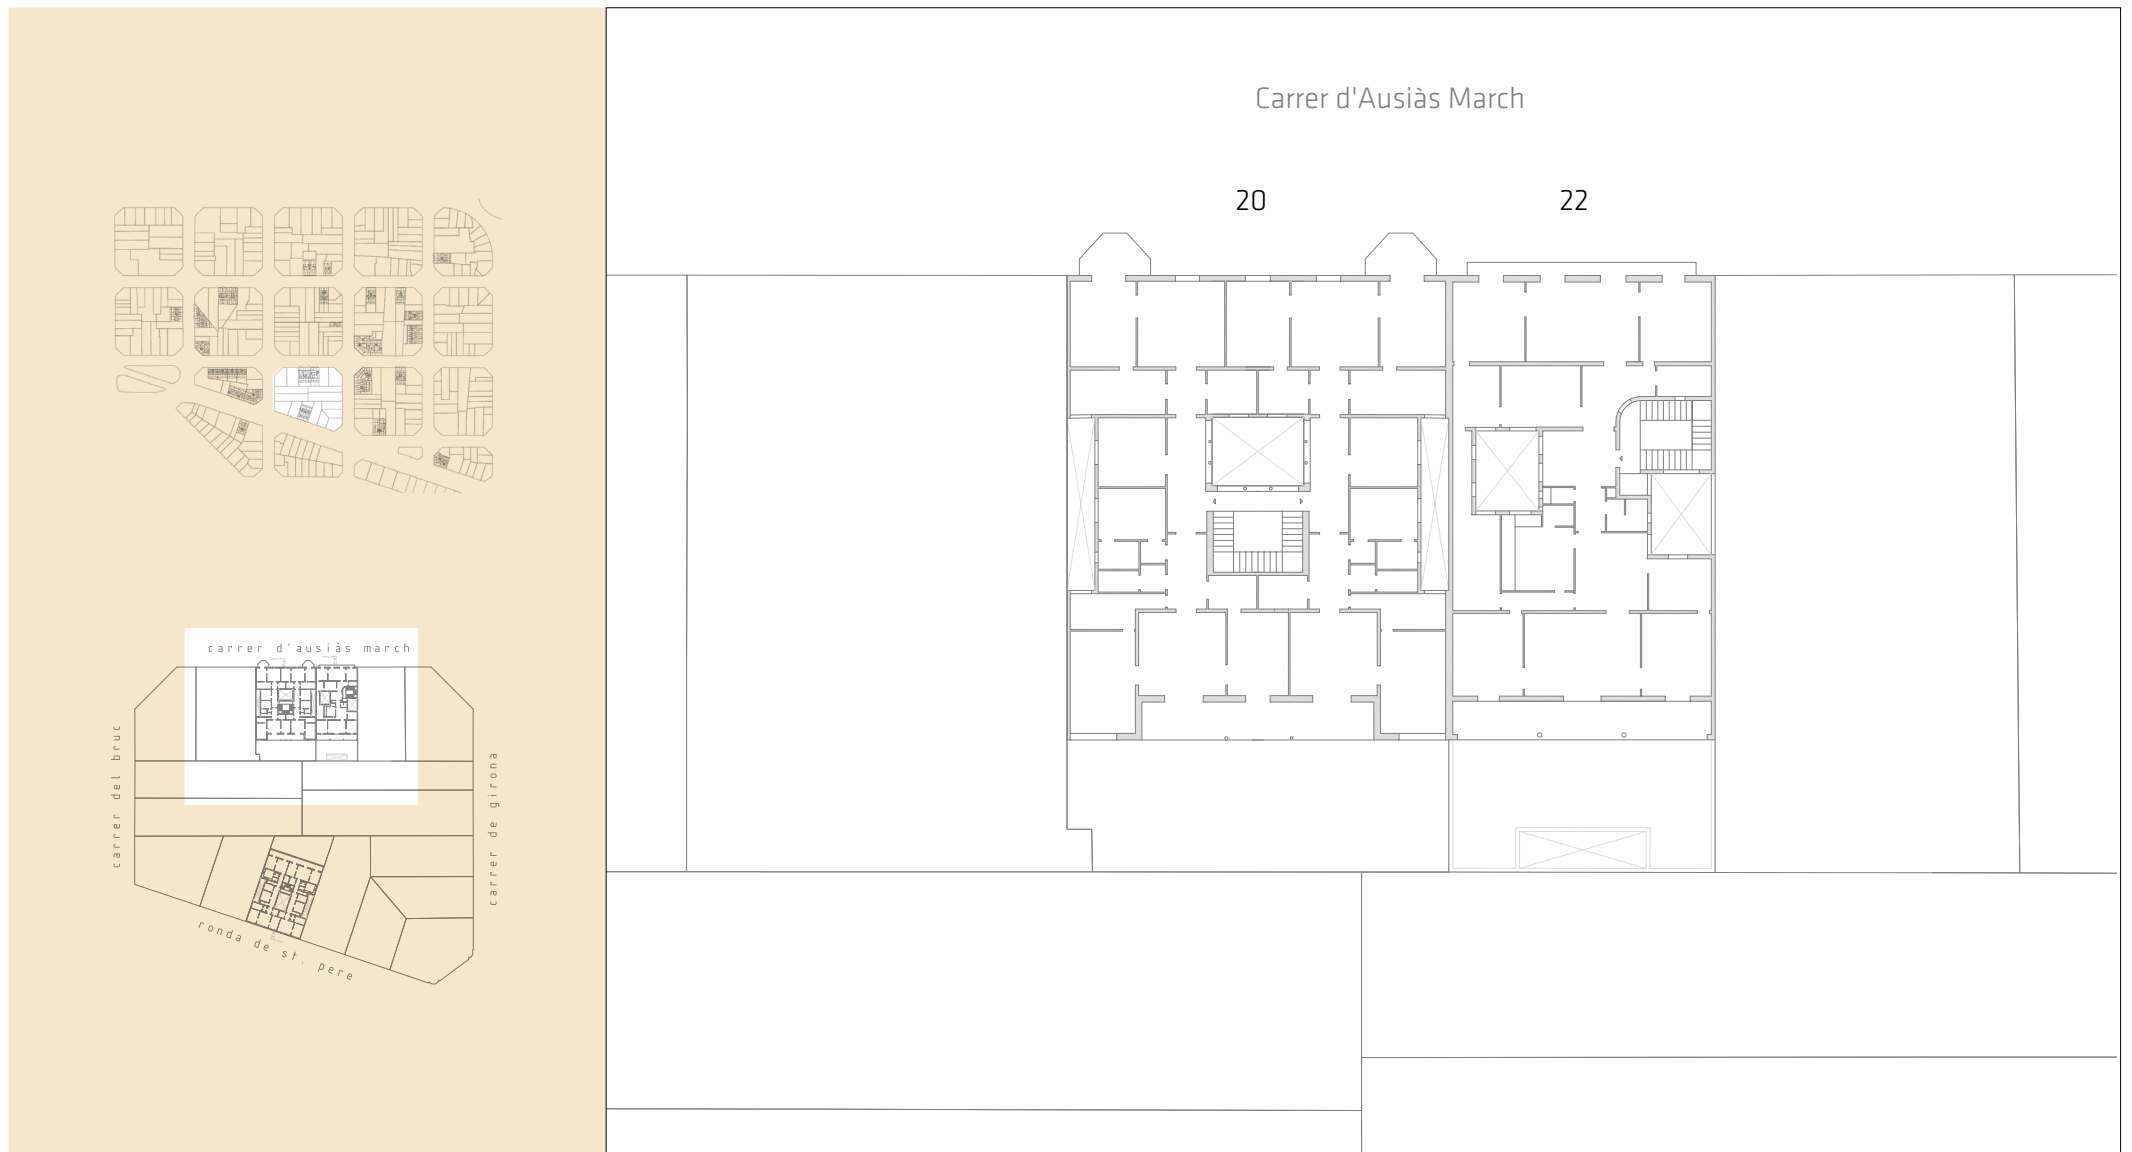 Carrer d'Ausiàs March
20
22
carrer d'ausiàs march
carrer del bruc
carrer de girona
ronda de st. pere